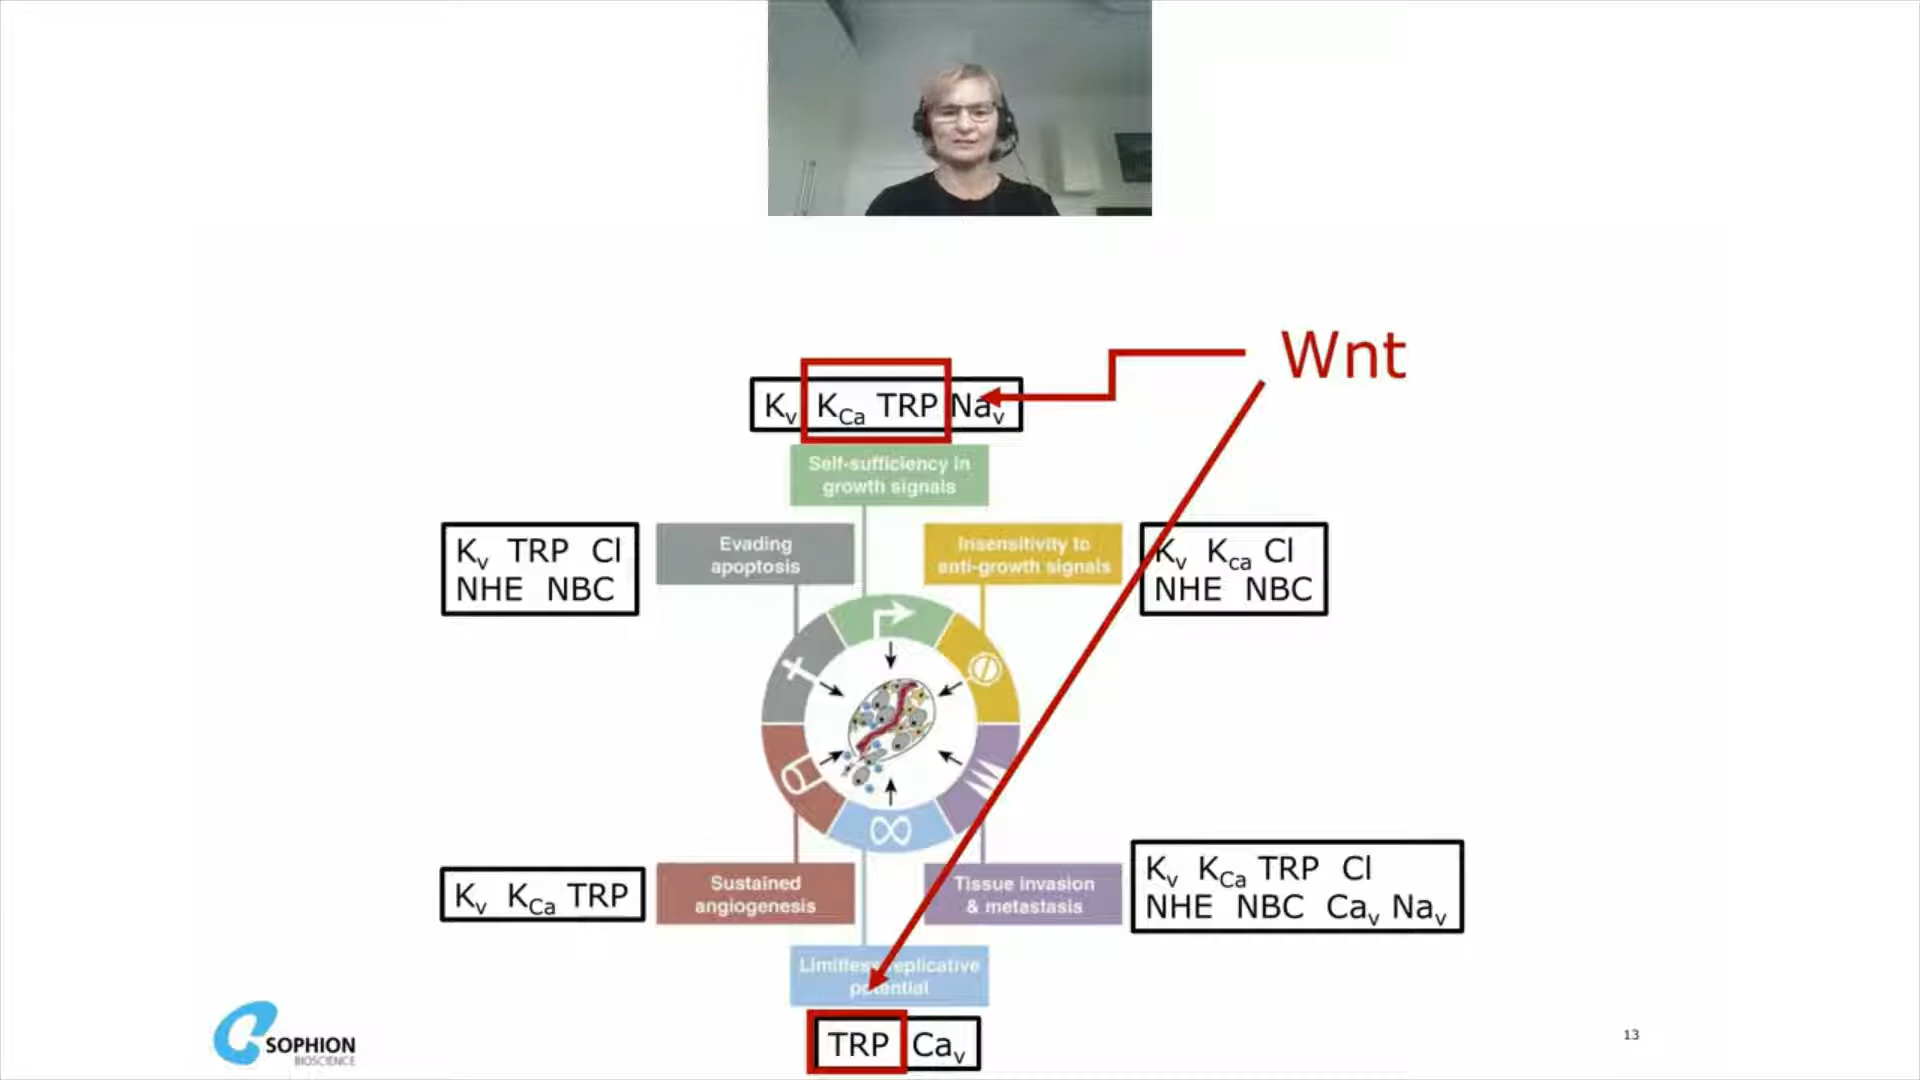 Wnt
Kv KCa TRP Nav
Self-sufficiency in
growth signals
Kv TRP Cl
NHE NBC
Evading
apoptosis
Insensitivity to
anti-growth signals
Kv Kca Cl
NHE NBC
Kv KCa TRP
Sustained
angiogenesis
Tissue invasion
& metastasis
Kv KCa TRP Cl
NHE NBC Cav Nav
Limitless replicative
potential
TRP Cav
SOPHION
BIOSCIENCE
13